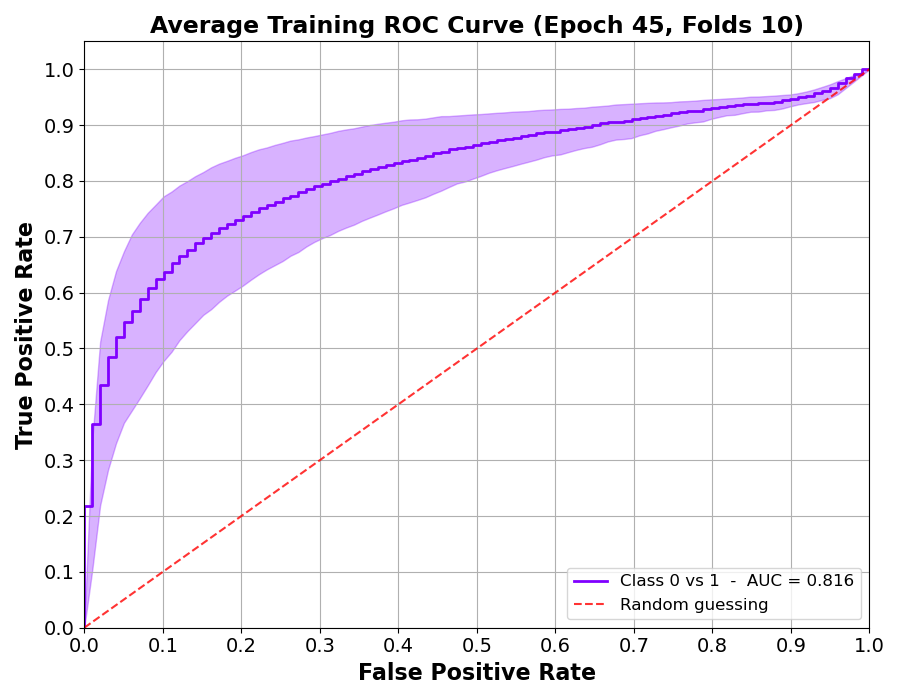 Average Training ROC Curve (Epoch 45, Folds 10)
True Positive Rate
1.0
0.9
0.8
0.7
0.6
0.5
0.4
0.3
0.2
0.1
0.0
Class 0 vs 1 - AUC = 0.816
Random guessing
0.0 0.1 0.2 0.3 0.4 0.5 0.6 0.7 0.8 0.9 1.0
False Positive Rate